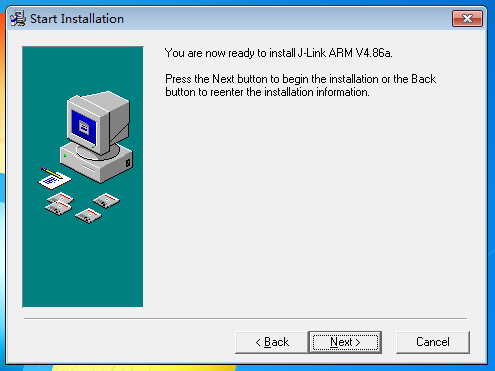 Start Installation
You are now ready to install J-Link ARM V4.86a.
Press the Next button to begin the installation or the Back
button to reenter the installation information.
< Back
Next >
Cancel